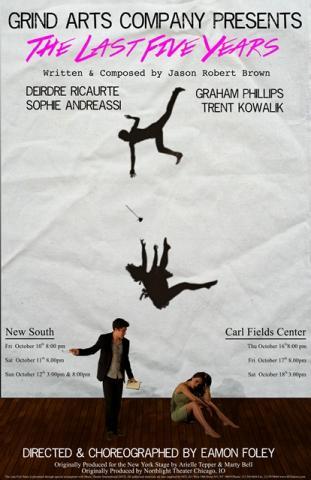 GRIND ARTS COMPANY PRESENTS
THE LAST FIVE YEARS
Written & Composed by Jason Robert Brown
DEIRDRE RICAURTE
SOPHIE ANDREASSI
GRAHAM PHILLIPS
TRENT KOWALIK
New South
Fri October 10th 8:00 pm
Sat October 11th 8.00pm
Sun October 12th 3:00pm & 8:00pm
Carl Fields Center
Thu October 16th 8:00pm
Fri October 17th 8.00pm
Sat October 18th 3.00pm
DIRECTED & CHOREOGRAPHED BY EAMON FOLEY
Originally Produced for the New York Stage by Arielle Tepper & Marty Bell
Originally Produced by Northlight Theater Chicago, IO